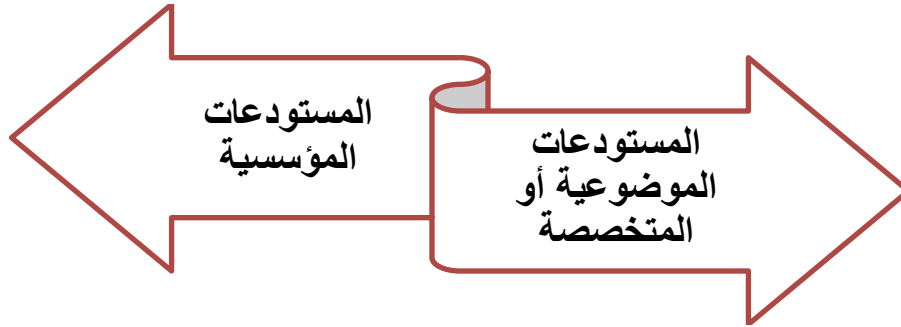 المستودعات
الموضوعية أو
المتخصصة
المستودعات
المؤسسية